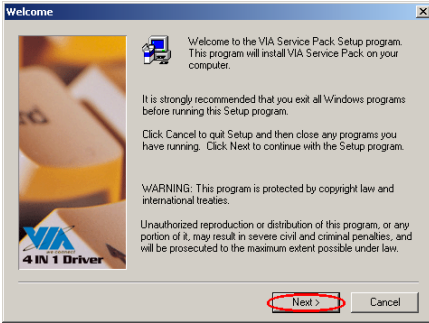 Welcome
Welcome to the VIA Service Pack Setup program.
This program will install VIA Service Pack on your
computer.
It is strongly recommended that you exit all Windows programs
before running this Setup program.
Click Cancel to quit Setup and then close any programs you
have running. Click Next to continue with the Setup program.
WARNING: This program is protected by copyright law and
international treaties.
Unauthorized reproduction or distribution of this program, or any
portion of it, may result in severe civil and criminal penalties, and
will be prosecuted to the maximum extent possible under law.
VIA
4 IN 1 Driver
Next >
Cancel